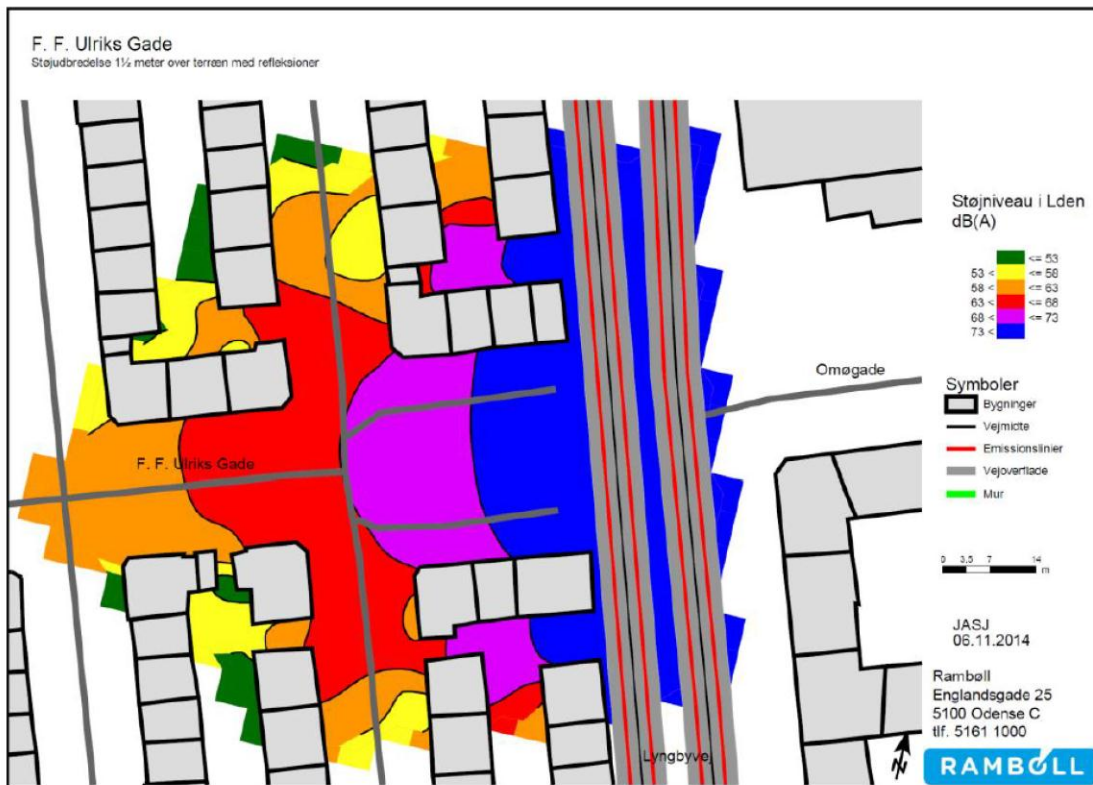 F. F. Ulriks Gade
Støjudbredelse 1½ meter over terræn med refleksioner
Støjniveau i Lden
dB(A)
<= 53
53 < <= 58
58 < <= 63
63 < <= 68
68 < <= 73
73 <
Omøgade
Symboler
Bygninger
Vejmidte
Emissionslinier
Vejoverflade
Mur
F. F. Ulriks Gade
0 3,5 7 14
m
JASJ
06.11.2014
Rambøll
Englandsgade 25
5100 Odense C
tlf. 5161 1000
Lyngbyvej
N
RAMBOLL